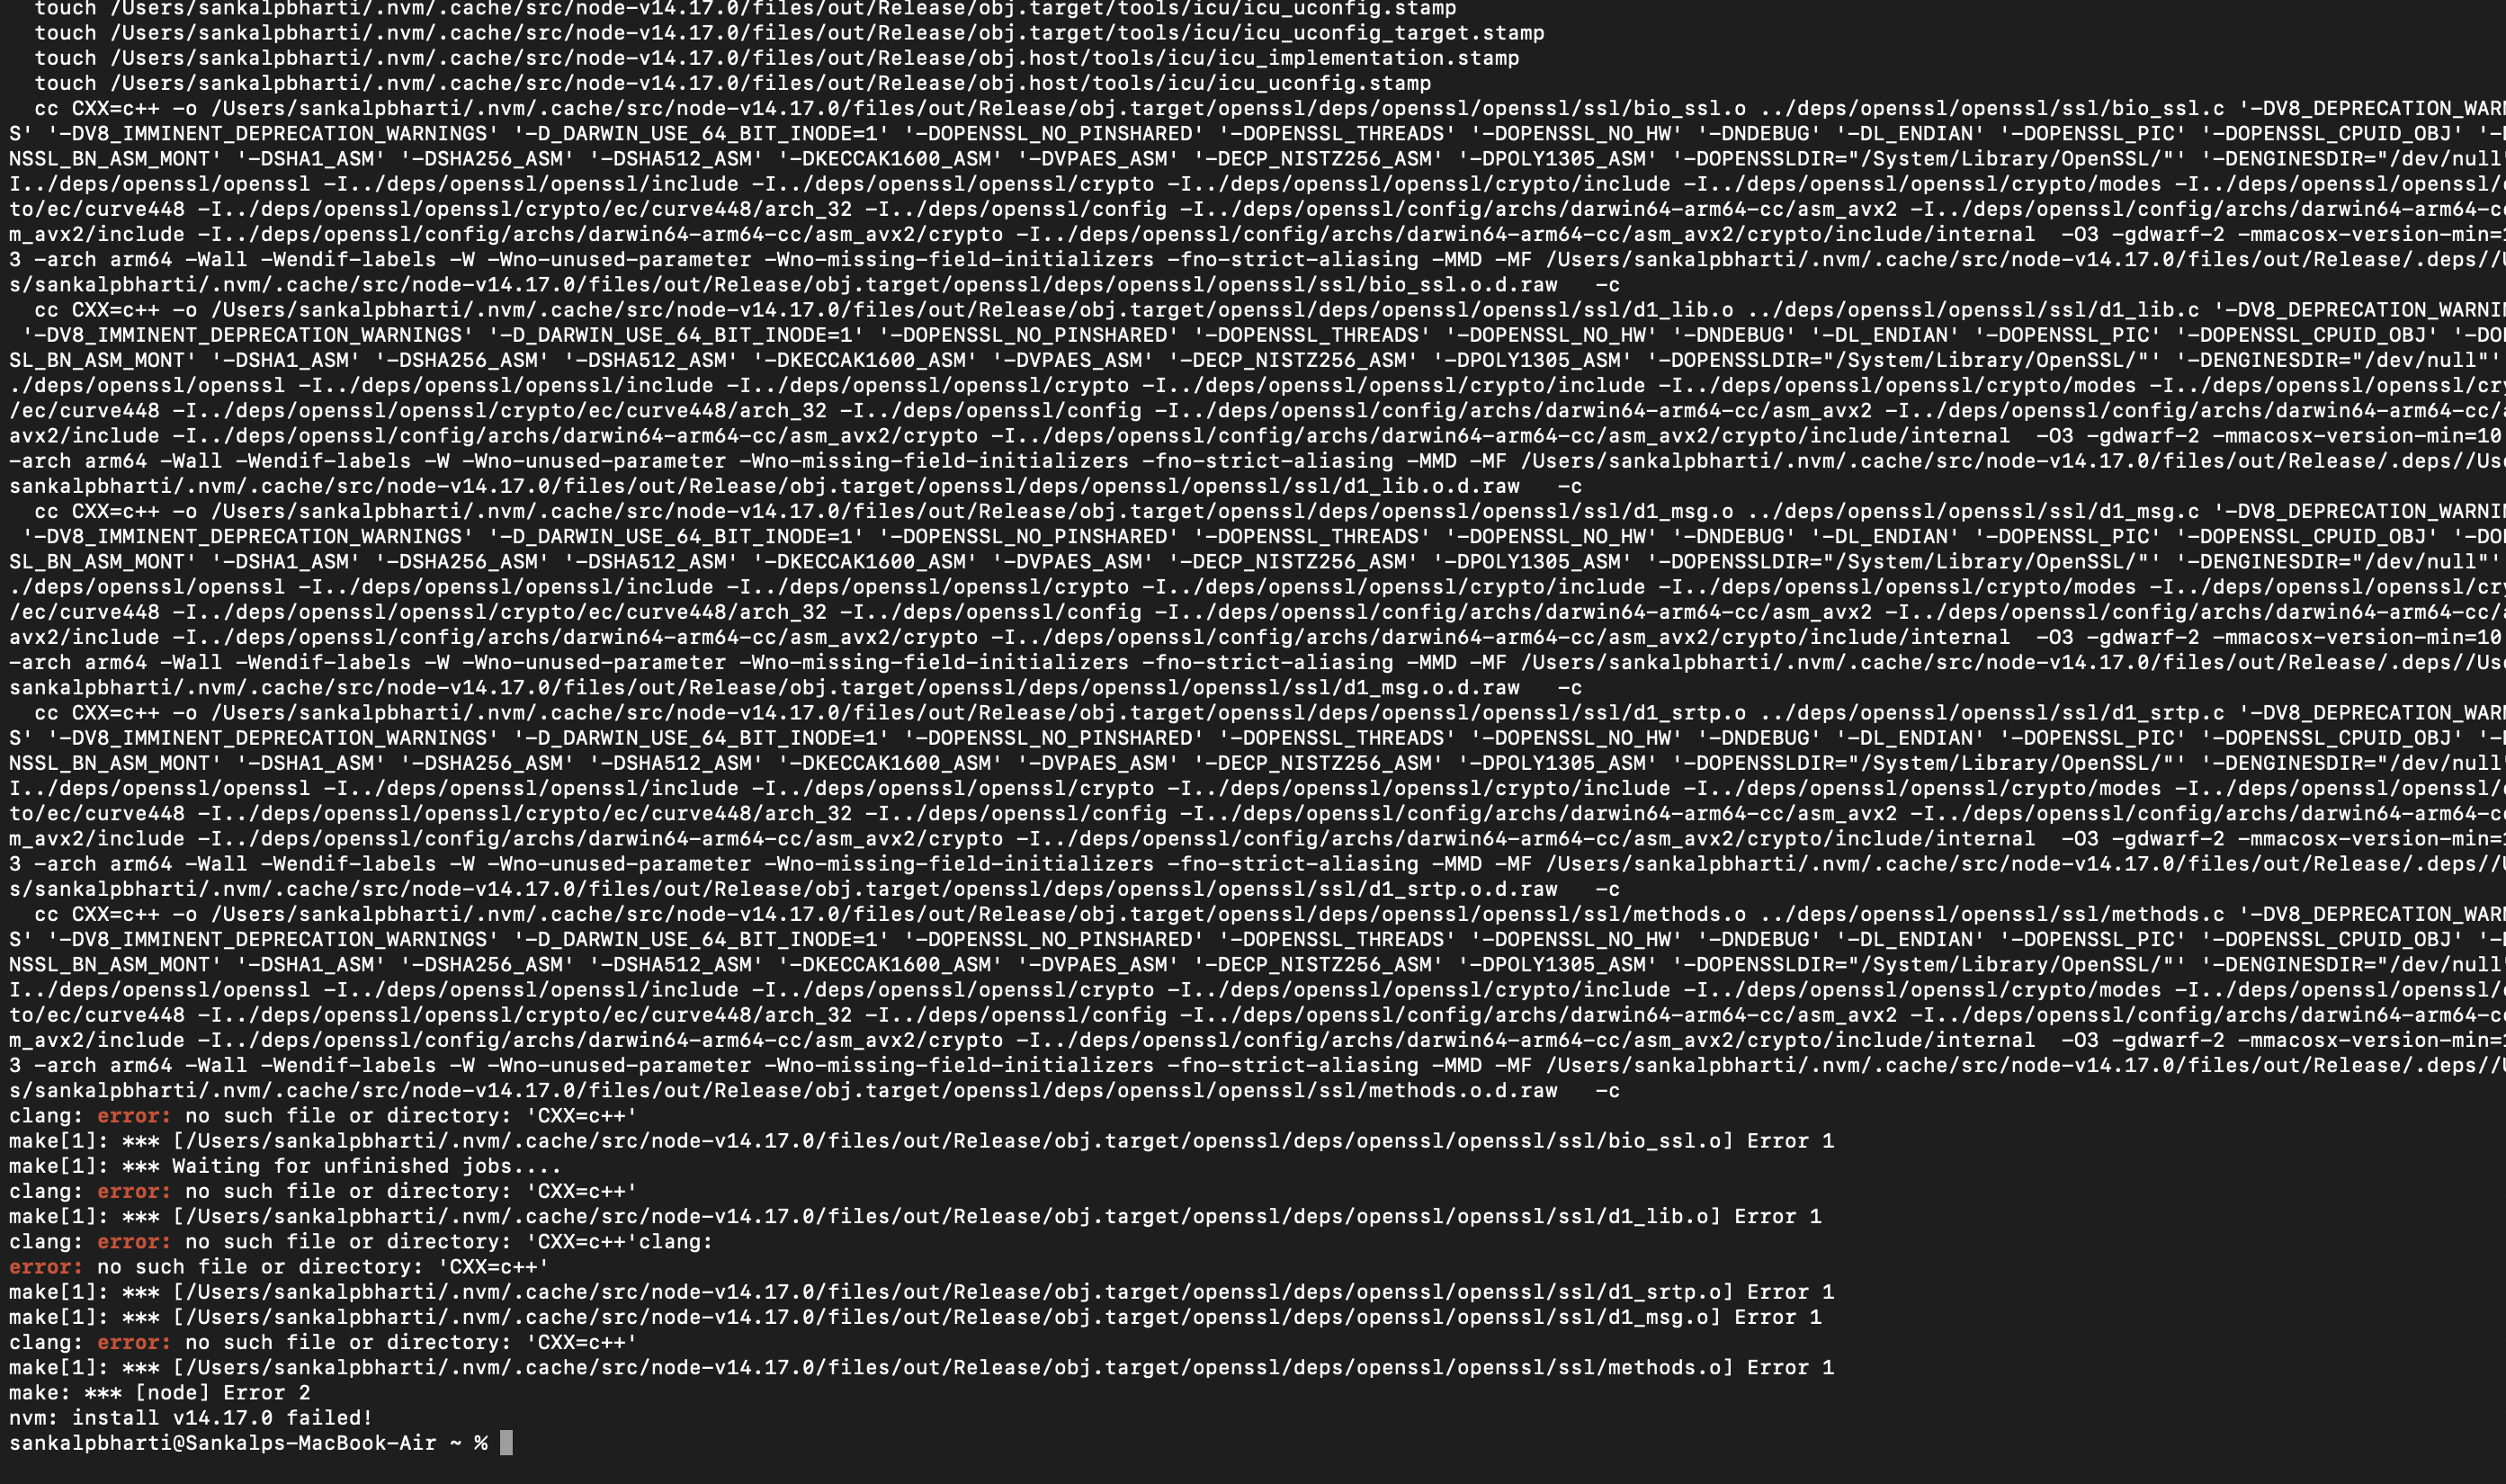 touch /Users/sankalpbharti/.nvm/.cache/src/node-v14.17.0/files/out/Release/obj.target/tools/icu/icu_uconfig.stamp
touch /Users/sankalpbharti/.nvm/.cache/src/node-v14.17.0/files/out/Release/obj.target/tools/icu/icu_uconfig_target.stamp
touch /Users/sankalpbharti/.nvm/.cache/src/node-v14.17.0/files/out/Release/obj.host/tools/icu/icu_implementation.stamp
touch /Users/sankalpbharti/.nvm/.cache/src/node-v14.17.0/files/out/Release/obj.host/tools/icu/icu_uconfig.stamp
cc CXX=c++ -o /Users/sankalpbharti/.nvm/.cache/src/node-v14.17.0/files/out/Release/obj.target/openssl/deps/openssl/openssl/ssl/bio_ssl.o ../deps/openssl/openssl/ssl/bio_ssl.c '-DV8_DEPRECATION_WARN
S' '-DV8_IMMINENT_DEPRECATION_WARNINGS' '-D_DARWIN_USE_64_BIT_INODE=1' '-DOPENSSL_NO_PINSHARED' '-DOPENSSL_THREADS' '-DOPENSSL_NO_HW' '-DNDEBUG' '-DL_ENDIAN' '-DOPENSSL_PIC' '-DOPENSSL_CPUID_OBJ' '-
NSSL_BN_ASM_MONT' '-DSHA1_ASM' '-DSHA256_ASM' '-DSHA512_ASM' '-DKECCAK1600_ASM' '-DVPAES_ASM' '-DECP_NISTZ256_ASM' '-DPOLY1305_ASM' '-DOPENSSLDIR="/System/Library/OpenSSL/"' '-DENGINESDIR="/dev/null"
I../deps/openssl/openssl -I../deps/openssl/openssl/include -I../deps/openssl/openssl/crypto -I../deps/openssl/openssl/crypto/include -I../deps/openssl/openssl/crypto/modes -I../deps/openssl/openssl/
to/ec/curve448 -I../deps/openssl/openssl/crypto/ec/curve448/arch_32 -I../deps/openssl/config -I../deps/openssl/config/archs/darwin64-arm64-cc/asm_avx2 -I../deps/openssl/config/archs/darwin64-arm64-c
m_avx2/include -I../deps/openssl/config/archs/darwin64-arm64-cc/asm_avx2/crypto -I../deps/openssl/config/archs/darwin64-arm64-cc/asm_avx2/crypto/include/internal  -O3 -gdwarf-2 -mmacosx-version-min=
3 -arch arm64 -Wall -Wendif-labels -W -Wno-unused-parameter -Wno-missing-field-initializers -fno-strict-aliasing -MMD -MF /Users/sankalpbharti/.nvm/.cache/src/node-v14.17.0/files/out/Release/.deps//
s/sankalpbharti/.nvm/.cache/src/node-v14.17.0/files/out/Release/obj.target/openssl/deps/openssl/openssl/ssl/bio_ssl.o.d.raw   -c
cc CXX=c++ -o /Users/sankalpbharti/.nvm/.cache/src/node-v14.17.0/files/out/Release/obj.target/openssl/deps/openssl/openssl/ssl/d1_lib.o ../deps/openssl/openssl/ssl/d1_lib.c '-DV8_DEPRECATION_WARNI
'-DV8_IMMINENT_DEPRECATION_WARNINGS' '-D_DARWIN_USE_64_BIT_INODE=1' '-DOPENSSL_NO_PINSHARED' '-DOPENSSL_THREADS' '-DOPENSSL_NO_HW' '-DNDEBUG' '-DL_ENDIAN' '-DOPENSSL_PIC' '-DOPENSSL_CPUID_OBJ' '-DO
SL_BN_ASM_MONT' '-DSHA1_ASM' '-DSHA256_ASM' '-DSHA512_ASM' '-DKECCAK1600_ASM' '-DVPAES_ASM' '-DECP_NISTZ256_ASM' '-DPOLY1305_ASM' '-DOPENSSLDIR="/System/Library/OpenSSL/"' '-DENGINESDIR="/dev/null"'
./deps/openssl/openssl -I../deps/openssl/openssl/include -I../deps/openssl/openssl/crypto -I../deps/openssl/openssl/crypto/include -I../deps/openssl/openssl/crypto/modes -I../deps/openssl/openssl/cry
/ec/curve448 -I../deps/openssl/openssl/crypto/ec/curve448/arch_32 -I../deps/openssl/config -I../deps/openssl/config/archs/darwin64-arm64-cc/asm_avx2 -I../deps/openssl/config/archs/darwin64-arm64-cc/
avx2/include -I../deps/openssl/config/archs/darwin64-arm64-cc/asm_avx2/crypto -I../deps/openssl/config/archs/darwin64-arm64-cc/asm_avx2/crypto/include/internal  -O3 -gdwarf-2 -mmacosx-version-min=10
-arch arm64 -Wall -Wendif-labels -W -Wno-unused-parameter -Wno-missing-field-initializers -fno-strict-aliasing -MMD -MF /Users/sankalpbharti/.nvm/.cache/src/node-v14.17.0/files/out/Release/.deps//Use
sankalpbharti/.nvm/.cache/src/node-v14.17.0/files/out/Release/obj.target/openssl/deps/openssl/openssl/ssl/d1_lib.o.d.raw   -c
cc CXX=c++ -o /Users/sankalpbharti/.nvm/.cache/src/node-v14.17.0/files/out/Release/obj.target/openssl/deps/openssl/openssl/ssl/d1_msg.o ../deps/openssl/openssl/ssl/d1_msg.c '-DV8_DEPRECATION_WARNI
'-DV8_IMMINENT_DEPRECATION_WARNINGS' '-D_DARWIN_USE_64_BIT_INODE=1' '-DOPENSSL_NO_PINSHARED' '-DOPENSSL_THREADS' '-DOPENSSL_NO_HW' '-DNDEBUG' '-DL_ENDIAN' '-DOPENSSL_PIC' '-DOPENSSL_CPUID_OBJ' '-DO
SL_BN_ASM_MONT' '-DSHA1_ASM' '-DSHA256_ASM' '-DSHA512_ASM' '-DKECCAK1600_ASM' '-DVPAES_ASM' '-DECP_NISTZ256_ASM' '-DPOLY1305_ASM' '-DOPENSSLDIR="/System/Library/OpenSSL/"' '-DENGINESDIR="/dev/null"'
./deps/openssl/openssl -I../deps/openssl/openssl/include -I../deps/openssl/openssl/crypto -I../deps/openssl/openssl/crypto/include -I../deps/openssl/openssl/crypto/modes -I../deps/openssl/openssl/cry
/ec/curve448 -I../deps/openssl/openssl/crypto/ec/curve448/arch_32 -I../deps/openssl/config -I../deps/openssl/config/archs/darwin64-arm64-cc/asm_avx2 -I../deps/openssl/config/archs/darwin64-arm64-cc/
avx2/include -I../deps/openssl/config/archs/darwin64-arm64-cc/asm_avx2/crypto -I../deps/openssl/config/archs/darwin64-arm64-cc/asm_avx2/crypto/include/internal  -O3 -gdwarf-2 -mmacosx-version-min=10
-arch arm64 -Wall -Wendif-labels -W -Wno-unused-parameter -Wno-missing-field-initializers -fno-strict-aliasing -MMD -MF /Users/sankalpbharti/.nvm/.cache/src/node-v14.17.0/files/out/Release/.deps//Use
sankalpbharti/.nvm/.cache/src/node-v14.17.0/files/out/Release/obj.target/openssl/deps/openssl/openssl/ssl/d1_msg.o.d.raw   -c
cc CXX=c++ -o /Users/sankalpbharti/.nvm/.cache/src/node-v14.17.0/files/out/Release/obj.target/openssl/deps/openssl/openssl/ssl/d1_srtp.o ../deps/openssl/openssl/ssl/d1_srtp.c '-DV8_DEPRECATION_WARN
S' '-DV8_IMMINENT_DEPRECATION_WARNINGS' '-D_DARWIN_USE_64_BIT_INODE=1' '-DOPENSSL_NO_PINSHARED' '-DOPENSSL_THREADS' '-DOPENSSL_NO_HW' '-DNDEBUG' '-DL_ENDIAN' '-DOPENSSL_PIC' '-DOPENSSL_CPUID_OBJ' '-
NSSL_BN_ASM_MONT' '-DSHA1_ASM' '-DSHA256_ASM' '-DSHA512_ASM' '-DKECCAK1600_ASM' '-DVPAES_ASM' '-DECP_NISTZ256_ASM' '-DPOLY1305_ASM' '-DOPENSSLDIR="/System/Library/OpenSSL/"' '-DENGINESDIR="/dev/null"
I../deps/openssl/openssl -I../deps/openssl/openssl/include -I../deps/openssl/openssl/crypto -I../deps/openssl/openssl/crypto/include -I../deps/openssl/openssl/crypto/modes -I../deps/openssl/openssl/
to/ec/curve448 -I../deps/openssl/openssl/crypto/ec/curve448/arch_32 -I../deps/openssl/config -I../deps/openssl/config/archs/darwin64-arm64-cc/asm_avx2 -I../deps/openssl/config/archs/darwin64-arm64-c
m_avx2/include -I../deps/openssl/config/archs/darwin64-arm64-cc/asm_avx2/crypto -I../deps/openssl/config/archs/darwin64-arm64-cc/asm_avx2/crypto/include/internal  -O3 -gdwarf-2 -mmacosx-version-min=
3 -arch arm64 -Wall -Wendif-labels -W -Wno-unused-parameter -Wno-missing-field-initializers -fno-strict-aliasing -MMD -MF /Users/sankalpbharti/.nvm/.cache/src/node-v14.17.0/files/out/Release/.deps//
s/sankalpbharti/.nvm/.cache/src/node-v14.17.0/files/out/Release/obj.target/openssl/deps/openssl/openssl/ssl/d1_srtp.o.d.raw   -c
cc CXX=c++ -o /Users/sankalpbharti/.nvm/.cache/src/node-v14.17.0/files/out/Release/obj.target/openssl/deps/openssl/openssl/ssl/methods.o ../deps/openssl/openssl/ssl/methods.c '-DV8_DEPRECATION_WARN
S' '-DV8_IMMINENT_DEPRECATION_WARNINGS' '-D_DARWIN_USE_64_BIT_INODE=1' '-DOPENSSL_NO_PINSHARED' '-DOPENSSL_THREADS' '-DOPENSSL_NO_HW' '-DNDEBUG' '-DL_ENDIAN' '-DOPENSSL_PIC' '-DOPENSSL_CPUID_OBJ' '-
NSSL_BN_ASM_MONT' '-DSHA1_ASM' '-DSHA256_ASM' '-DSHA512_ASM' '-DKECCAK1600_ASM' '-DVPAES_ASM' '-DECP_NISTZ256_ASM' '-DPOLY1305_ASM' '-DOPENSSLDIR="/System/Library/OpenSSL/"' '-DENGINESDIR="/dev/null"
I../deps/openssl/openssl -I../deps/openssl/openssl/include -I../deps/openssl/openssl/crypto -I../deps/openssl/openssl/crypto/include -I../deps/openssl/openssl/crypto/modes -I../deps/openssl/openssl/
to/ec/curve448 -I../deps/openssl/openssl/crypto/ec/curve448/arch_32 -I../deps/openssl/config -I../deps/openssl/config/archs/darwin64-arm64-cc/asm_avx2 -I../deps/openssl/config/archs/darwin64-arm64-c
m_avx2/include -I../deps/openssl/config/archs/darwin64-arm64-cc/asm_avx2/crypto -I../deps/openssl/config/archs/darwin64-arm64-cc/asm_avx2/crypto/include/internal  -O3 -gdwarf-2 -mmacosx-version-min=
3 -arch arm64 -Wall -Wendif-labels -W -Wno-unused-parameter -Wno-missing-field-initializers -fno-strict-aliasing -MMD -MF /Users/sankalpbharti/.nvm/.cache/src/node-v14.17.0/files/out/Release/.deps//
s/sankalpbharti/.nvm/.cache/src/node-v14.17.0/files/out/Release/obj.target/openssl/deps/openssl/openssl/ssl/methods.o.d.raw   -c
clang: error: no such file or directory: 'CXX=c++'
make[1]: *** [/Users/sankalpbharti/.nvm/.cache/src/node-v14.17.0/files/out/Release/obj.target/openssl/deps/openssl/openssl/ssl/bio_ssl.o] Error 1
make[1]: *** Waiting for unfinished jobs....
clang: error: no such file or directory: 'CXX=c++'
make[1]: *** [/Users/sankalpbharti/.nvm/.cache/src/node-v14.17.0/files/out/Release/obj.target/openssl/deps/openssl/openssl/ssl/d1_lib.o] Error 1
clang: error: no such file or directory: 'CXX=c++'clang:
error: no such file or directory: 'CXX=c++'
make[1]: *** [/Users/sankalpbharti/.nvm/.cache/src/node-v14.17.0/files/out/Release/obj.target/openssl/deps/openssl/openssl/ssl/d1_srtp.o] Error 1
make[1]: *** [/Users/sankalpbharti/.nvm/.cache/src/node-v14.17.0/files/out/Release/obj.target/openssl/deps/openssl/openssl/ssl/d1_msg.o] Error 1
clang: error: no such file or directory: 'CXX=c++'
make[1]: *** [/Users/sankalpbharti/.nvm/.cache/src/node-v14.17.0/files/out/Release/obj.target/openssl/deps/openssl/openssl/ssl/methods.o] Error 1
make: *** [node] Error 2
nvm: install v14.17.0 failed!
sankalpbharti@Sankalps-MacBook-Air ~ %